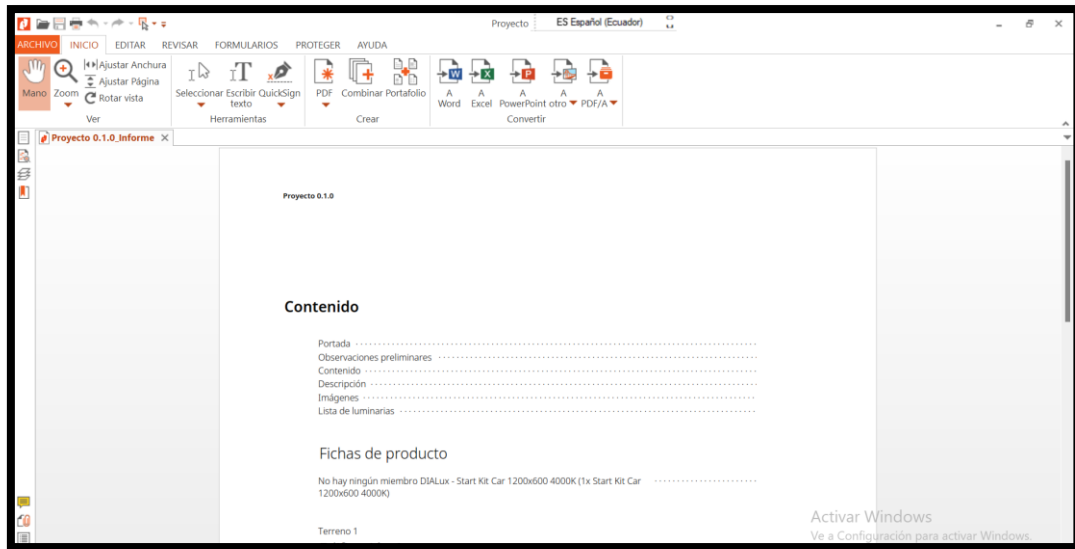 Proyecto ES Español (Ecuador)
ARCHIVO INICIO EDITAR REVISAR FORMULARIOS PROTEGER AYUDA
Mano
Zoom
Ajustar Anchura
Ajustar Página
Rotar vista
Ver
Seleccionar
Escribir texto
QuickSign
Herramientas
PDF
Combinar
Portafolio
Crear
A Word
A Excel
A PowerPoint
A otro
A PDF/A
Convertir
Proyecto 0.1.0_Informe
Proyecto 0.1.0
Contenido
Portada
Observaciones preliminares
Contenido
Descripción
Imágenes
Lista de luminarias
Fichas de producto
No hay ningún miembro DIALux - Start Kit Car 1200x600 4000K (1x Start Kit Car
1200x600 4000K)
Terreno 1
Activar Windows
Ve a Configuración para activar Windows.